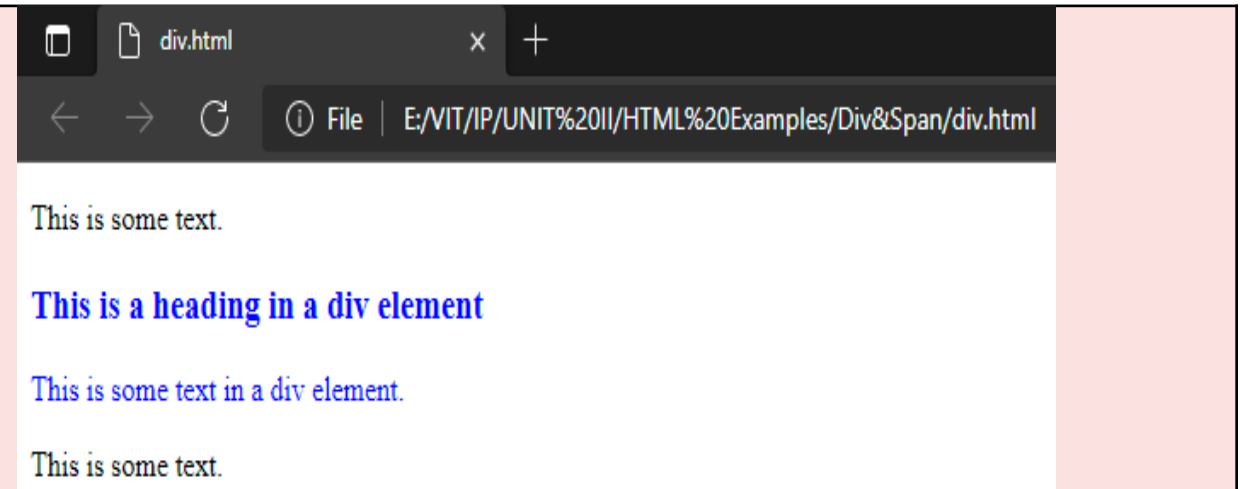 div.html
File | E:/VIT/IP/UNIT%20II/HTML%20Examples/Div&Span/div.html
This is some text.
This is a heading in a div element
This is some text in a div element.
This is some text.